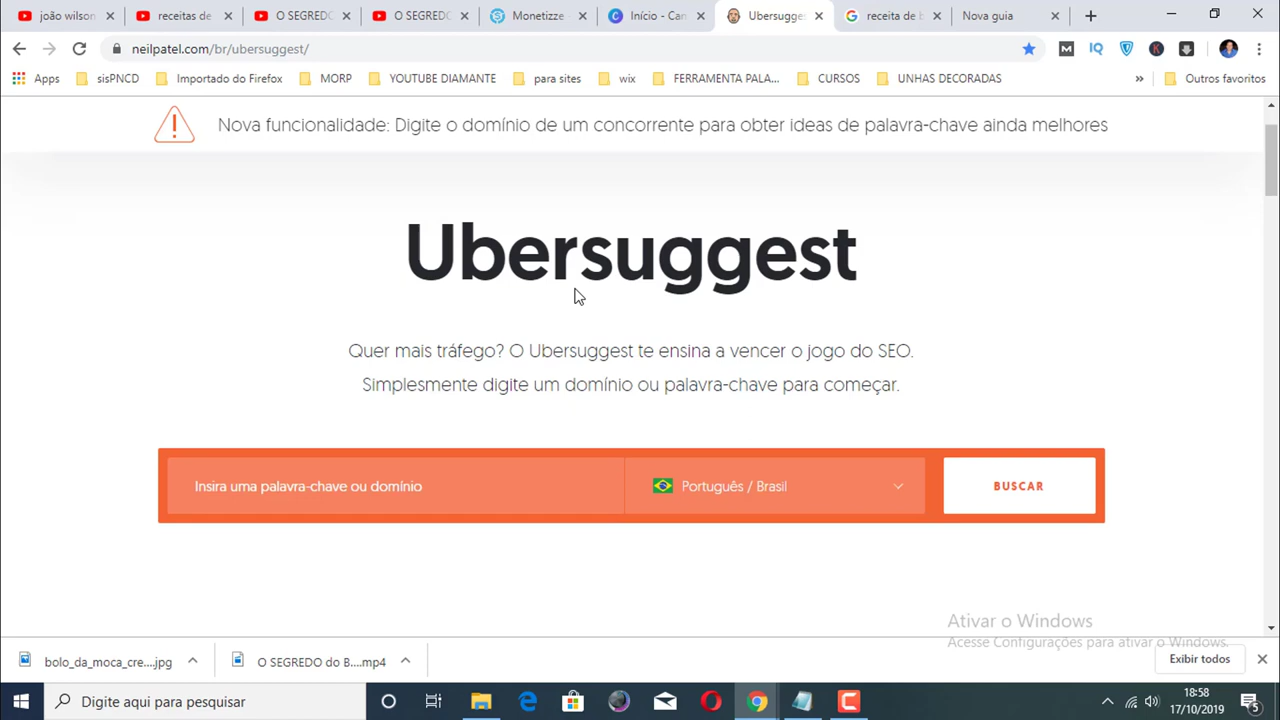 joão wilson
receitas de
O SEGREDO
O SEGREDO
Monetizze -
Início - Can
Ubersuggest
receita de b
Nova guia
neilpatel.com/br/ubersuggest/
Apps
sisPNCD
Importado do Firefox
MORP
YOUTUBE DIAMANTE
para sites
wix
FERRAMENTA PALA...
CURSOS
UNHAS DECORADAS
»
Outros favoritos
Nova funcionalidade: Digite o domínio de um concorrente para obter ideas de palavra-chave ainda melhores
Ubersuggest
Quer mais tráfego? O Ubersuggest te ensina a vencer o jogo do SEO.
Simplesmente digite um domínio ou palavra-chave para começar.
Insira uma palavra-chave ou domínio
Português / Brasil
BUSCAR
Ativar o Windows
Acesse Configurações para ativar o Windows.
bolo_da_moca_cre....jpg
O SEGREDO do B....mp4
Exibir todos
Digite aqui para pesquisar
18:58
17/10/2019
5